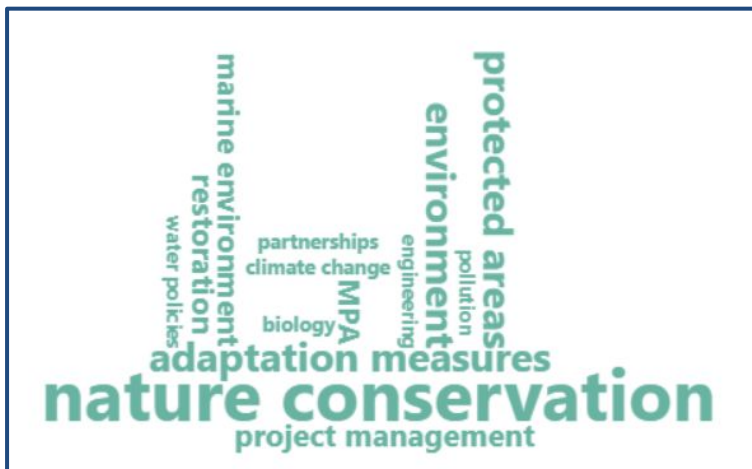 water policies
restoration
marine environment
partnerships
climate change
biology
MPA
engineering
environment
pollution
protected areas
adaptation measures
nature conservation
project management